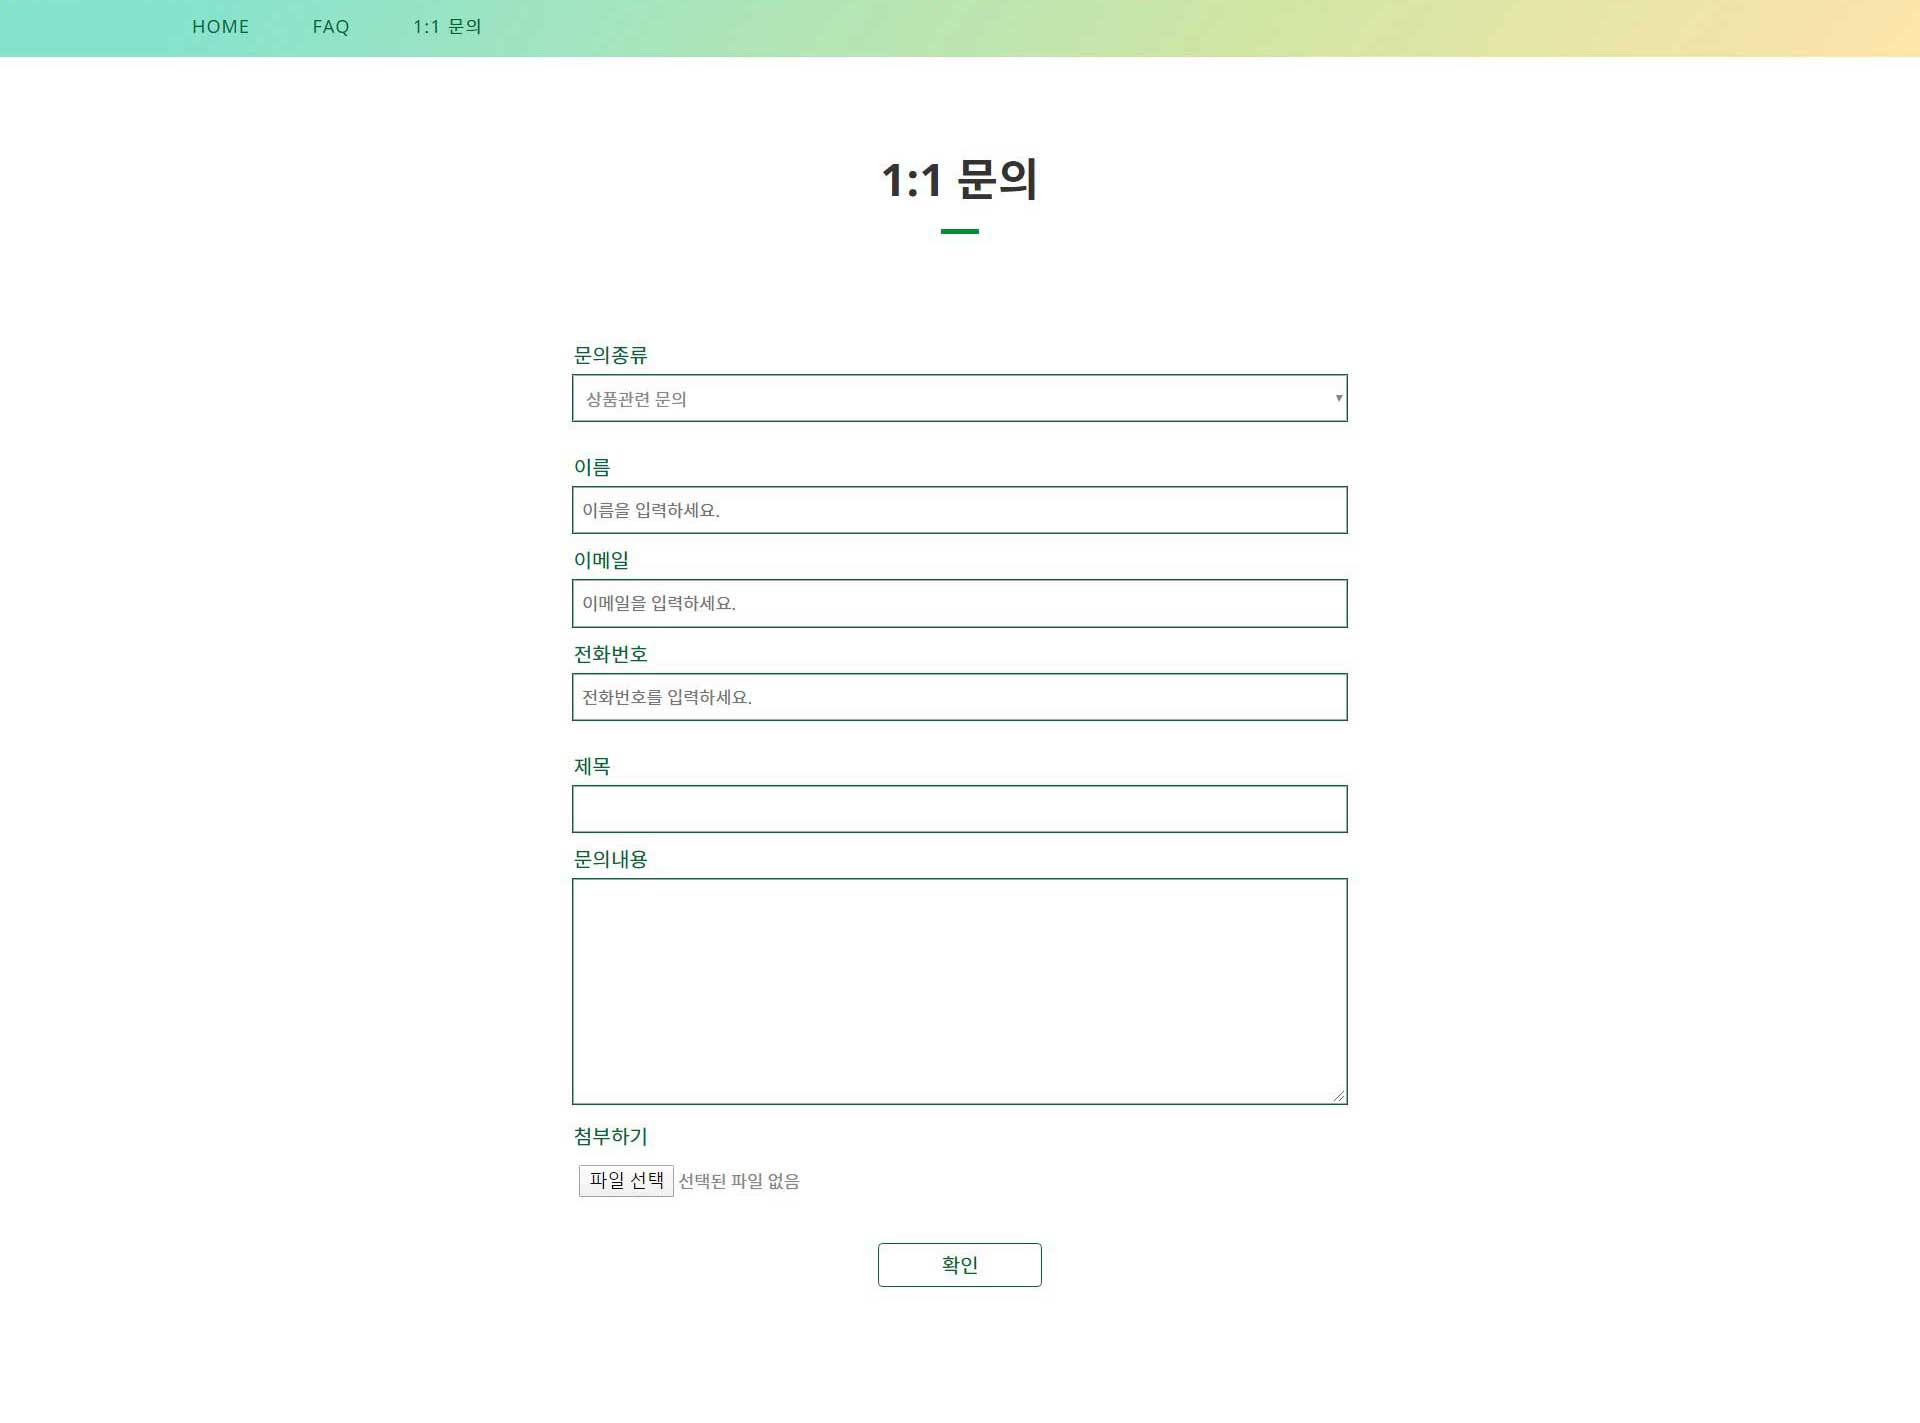 HOME FAQ 1:1 문의
1:1 문의
문의종류
상품관련 문의
이름
이름을 입력하세요.
이메일
이메일을 입력하세요.
전화번호
전화번호를 입력하세요.
제목
문의내용
첨부하기
파일 선택 선택된 파일 없음
확인